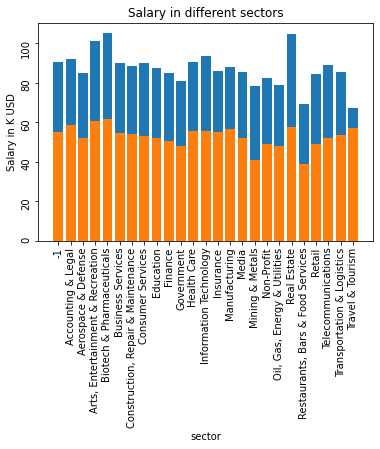 Salary in different sectors
Salary in K USD
100
80
60
40
20
0
-1
Accounting & Legal
Aerospace & Defense
Arts, Entertainment & Recreation
Biotech & Pharmaceuticals
Business Services
Construction, Repair & Maintenance
Consumer Services
Education
Finance
Government
Health Care
Information Technology
Insurance
Manufacturing
Media
Mining & Metals
Non-Profit
Oil, Gas, Energy & Utilities
Real Estate
Restaurants, Bars & Food Services
Retail
Telecommunications
Transportation & Logistics
Travel & Tourism
sector